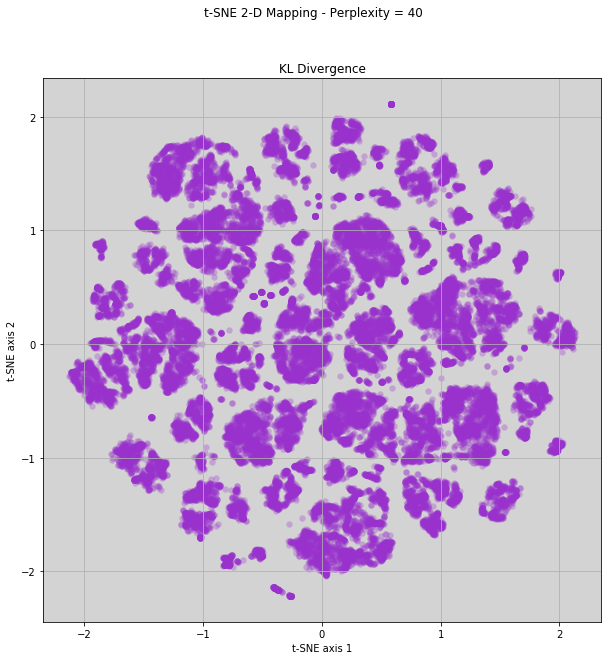 t-SNE 2-D Mapping - Perplexity = 40
KL Divergence
2
1
0
−1
−2
t-SNE axis 2
−2 −1 0 1 2
t-SNE axis 1